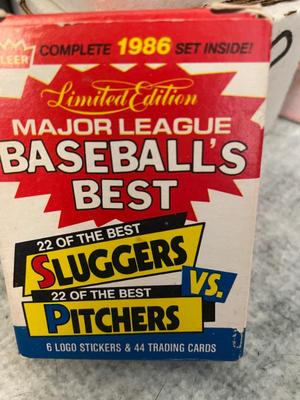 FLEER
COMPLETE 1986 SET INSIDE!
Limited Edition
MAJOR LEAGUE
BASEBALL'S
BEST
22 OF THE BEST
SLUGGERS
VS.
22 OF THE BEST
PITCHERS
6 LOGO STICKERS & 44 TRADING CARDS